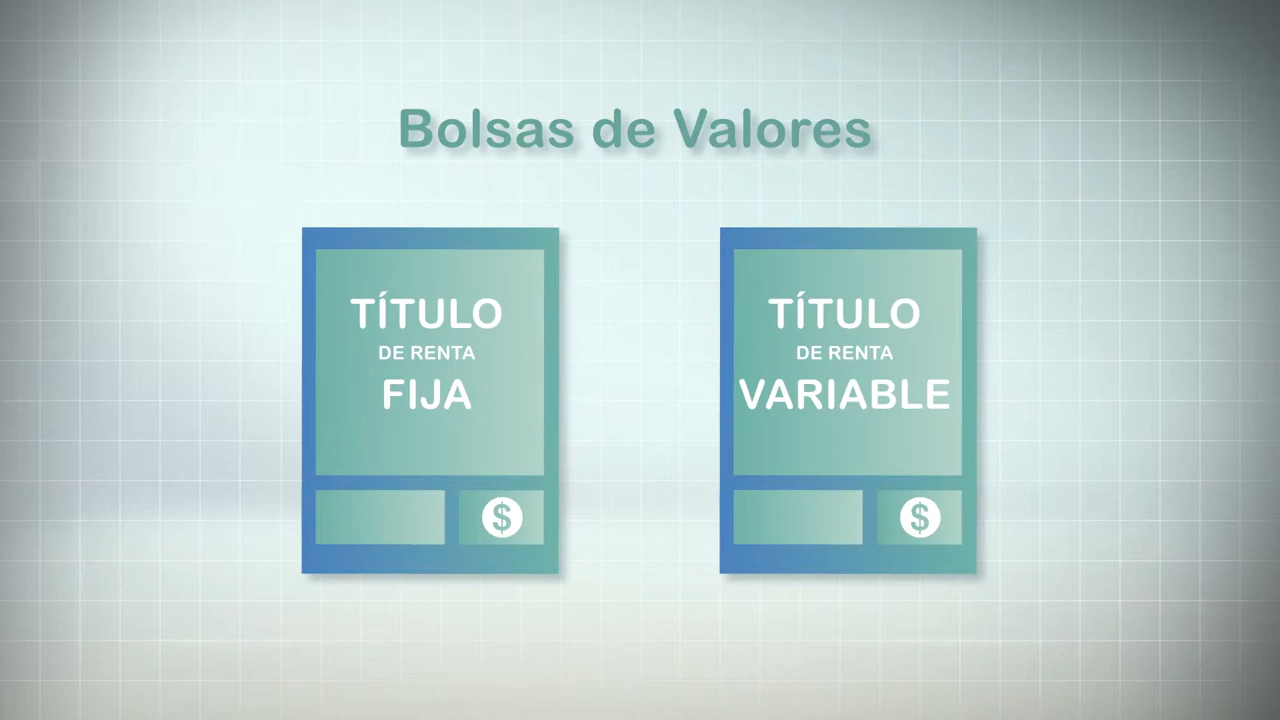 Bolsas de Valores
TÍTULO
DE RENTA
FIJA
$
TÍTULO
DE RENTA
VARIABLE
$